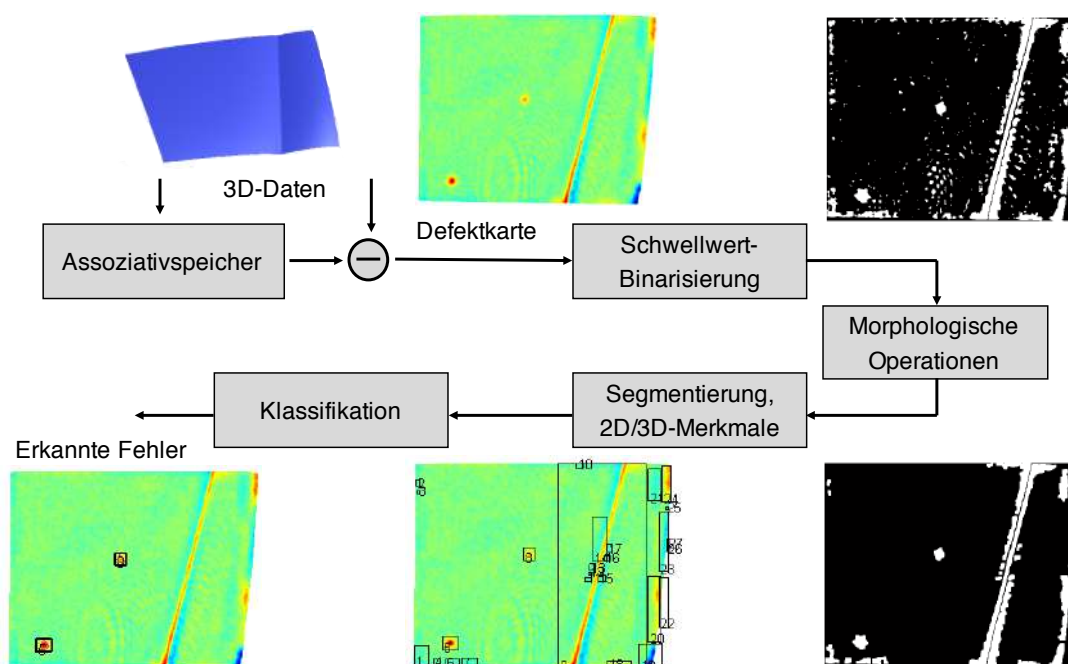 3D-Daten
Defektkarte
Assoziativspeicher
Schwellwert-
Binarisierung
Morphologische
Operationen
Segmentierung,
2D/3D-Merkmale
Klassifikation
Erkannte Fehler